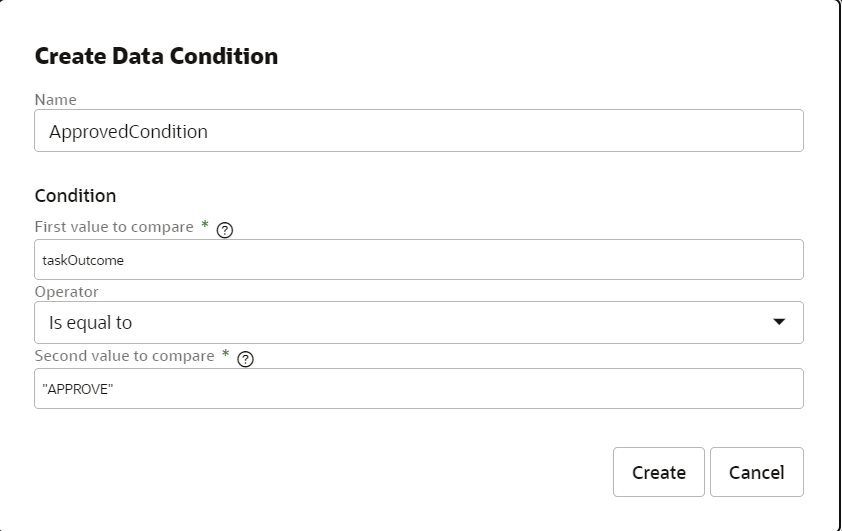 Create Data Condition
Name
ApprovedCondition
Condition
First value to compare *
taskOutcome
Operator
Is equal to
Second value to compare *
"APPROVE"
Create Cancel